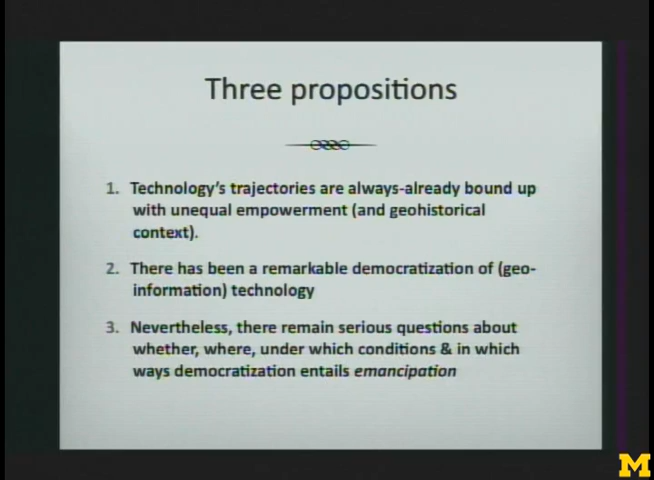 Three propositions
1. Technology's trajectories are always-already bound up
with unequal empowerment (and geohistorical
context).
2. There has been a remarkable democratization of (geo-
information) technology
3. Nevertheless, there remain serious questions about
whether, where, under which conditions & in which
ways democratization entails emancipation
M